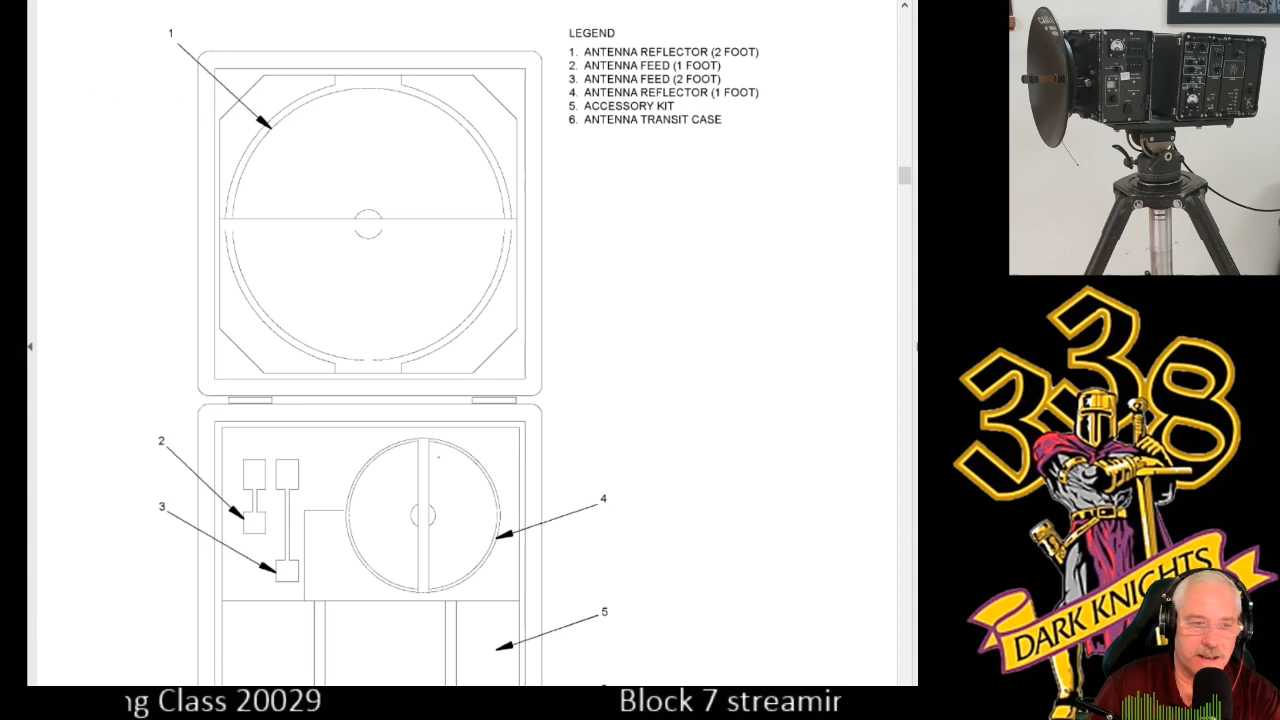 1
LEGEND
1. ANTENNA REFLECTOR (2 FOOT)
2. ANTENNA FEED (1 FOOT)
3. ANTENNA FEED (2 FOOT)
4. ANTENNA REFLECTOR (1 FOOT)
5. ACCESSORY KIT
6. ANTENNA TRANSIT CASE
2
3
4
5
338
DARK KNIGHTS
ng Class 20029
Block 7 streamin